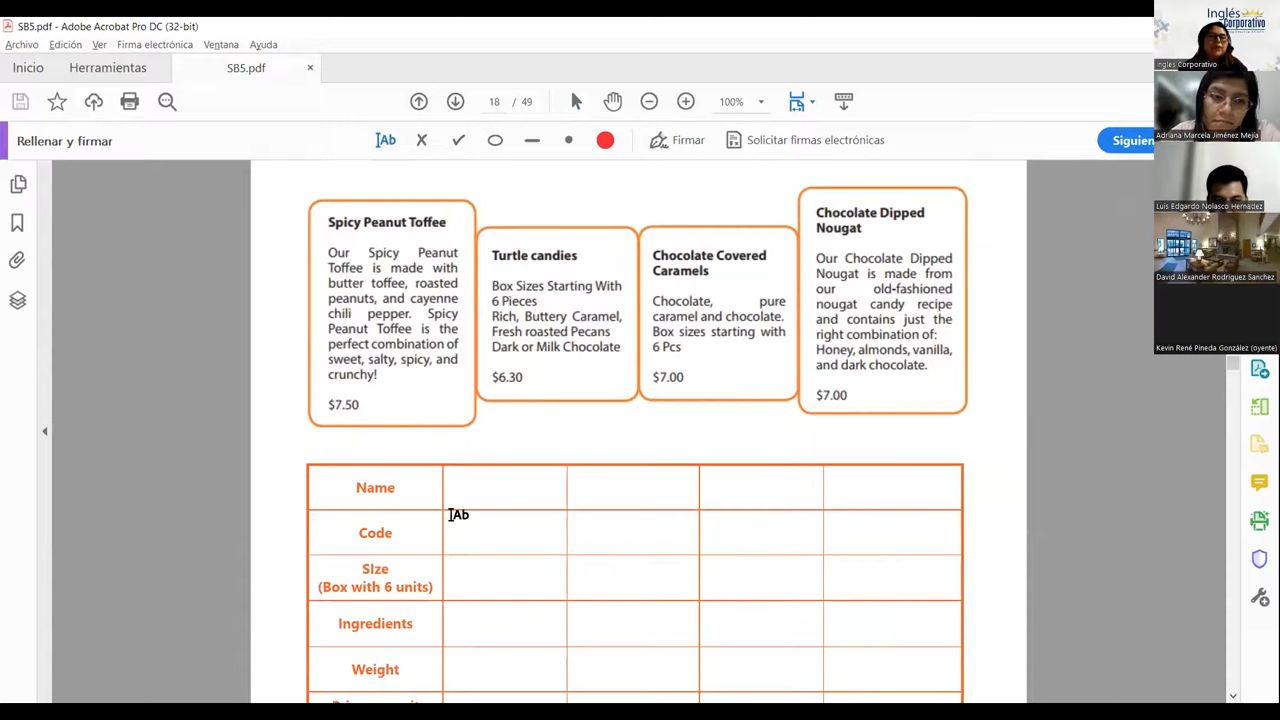 SB5.pdf - Adobe Acrobat Pro DC (32-bit)
Archivo Edición Ver Firma electrónica Ventana Ayuda
Inicio Herramientas SB5.pdf ×
18 / 49 100%
Rellenar y firmar
Ab Firmar Solicitar firmas electrónicas Siguien
Spicy Peanut Toffee
Our Spicy Peanut
Toffee is made with
butter toffee, roasted
peanuts, and cayenne
chili pepper. Spicy
Peanut Toffee is the
perfect combination of
sweet, salty, spicy, and
crunchy!
$7.50
Turtle candies
Box Sizes Starting With
6 Pieces
Rich, Buttery Caramel,
Fresh roasted Pecans
Dark or Milk Chocolate
$6.30
Chocolate Covered
Caramels
Chocolate, pure
caramel and chocolate.
Box sizes starting with
6 Pcs
$7.00
Chocolate Dipped
Nougat
Our Chocolate Dipped
Nougat is made from
our old-fashioned
nougat candy recipe
and contains just the
right combination of:
Honey, almonds, vanilla,
and dark chocolate.
$7.00
Name
Ab
Code
SIze
(Box with 6 units)
Ingredients
Weight
Inglés
Corporativo
Inglés Corporativo
Adriana Marcela Jiménez Mejía
Luis Edgardo Nolasco Hernadez
David Alexander Rodriguez Sanchez
Kevin René Pineda González (oyente)